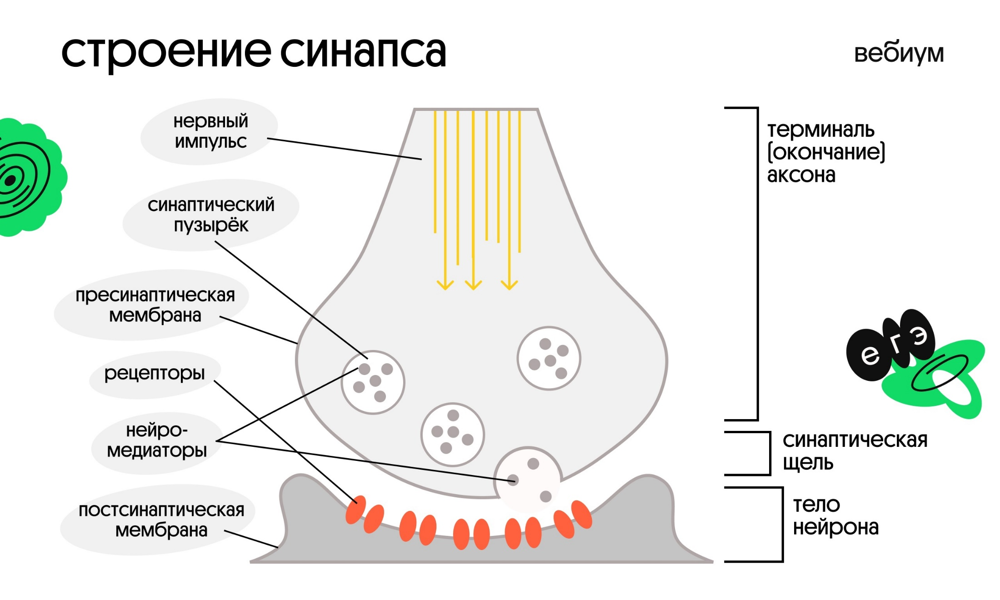 строение синапса
вебиум
нервный
импульс
синаптический
пузырёк
пресинаптическая
мембрана
рецепторы
нейро-
медиаторы
постсинаптическая
мембрана
терминаль
(окончание)
аксона
егэ
синаптическая
щель
тело
нейрона